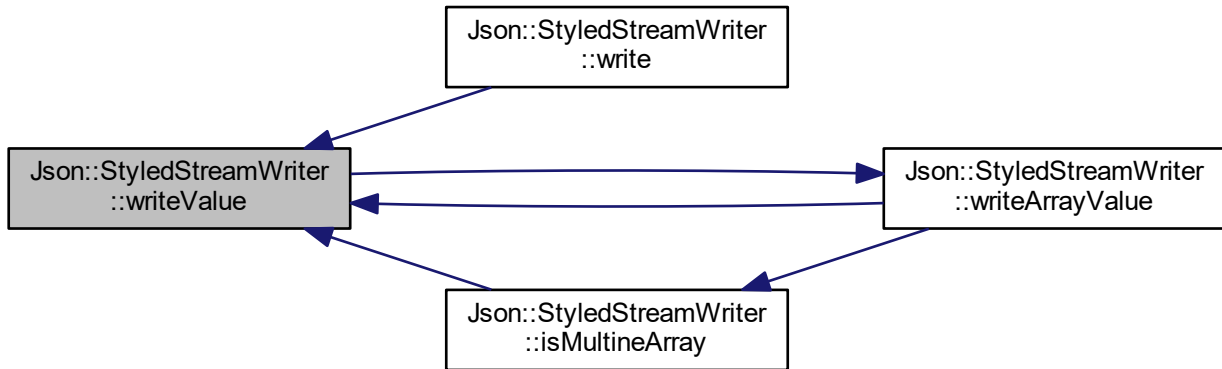 Json::StyledStreamWriter
::write
Json::StyledStreamWriter
::writeValue
Json::StyledStreamWriter
::writeArrayValue
Json::StyledStreamWriter
::isMultineArray